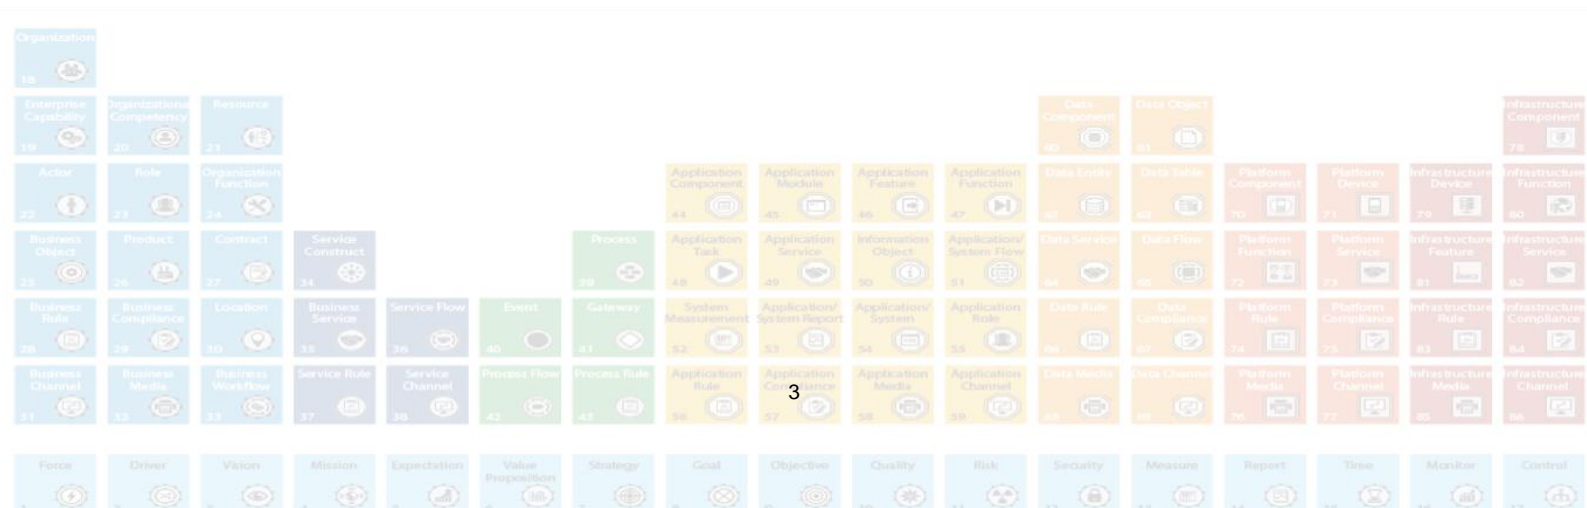 Organization
18
Enterprise
Capability
19
Organizationa
Competency
20
Resource
21
Data
Component
60
Data Object
61
Infrastructure
Component
78
Actor
22
Role
23
Organization
Function
24
Application
Component
44
Application
Module
45
Application
Feature
46
Application
Function
47
Data Entity
62
Data Table
63
Platform
Component
70
Platform
Device
71
Infrastructure
Device
79
Infrastructure
Function
80
Business
Object
25
Product
26
Contract
27
Service
Construct
34
Process
39
Application
Task
48
Application
Service
49
Information
Object
50
Application/
System Flow
51
Data Service
64
Data Flow
65
Platform
Function
72
Platform
Service
73
Infrastructure
Feature
81
Infrastructure
Service
82
Business
Rule
28
Business
Compliance
29
Location
30
Business
Service
35
Service Flow
36
Event
40
Gateway
41
System
Measurement
52
Application/
System Report
53
Application/
System
54
Application
Role
55
Data Rule
66
Data
Compliance
67
Platform
Rule
74
Platform
Compliance
75
Infrastructure
Rule
83
Infrastructure
Compliance
84
Business
Channel
31
Business
Media
32
Business
Workflow
33
Service Rule
37
Service
Channel
38
Process Flow
42
Process Rule
43
Application
Rule
56
Application
Compliance
3
57
Application
Media
58
Application
Channel
59
Data Media
Data Channel
Platform
Media
76
Platform
Channel
77
Infrastructure
Media
85
Infrastructure
Channel
86
Force
Driver
Vision
Mission
Expectation
Value
Proposition
Strategy
Goal
Objective
Quality
Risk
Security
Measure
Report
Time
Monitor
Control